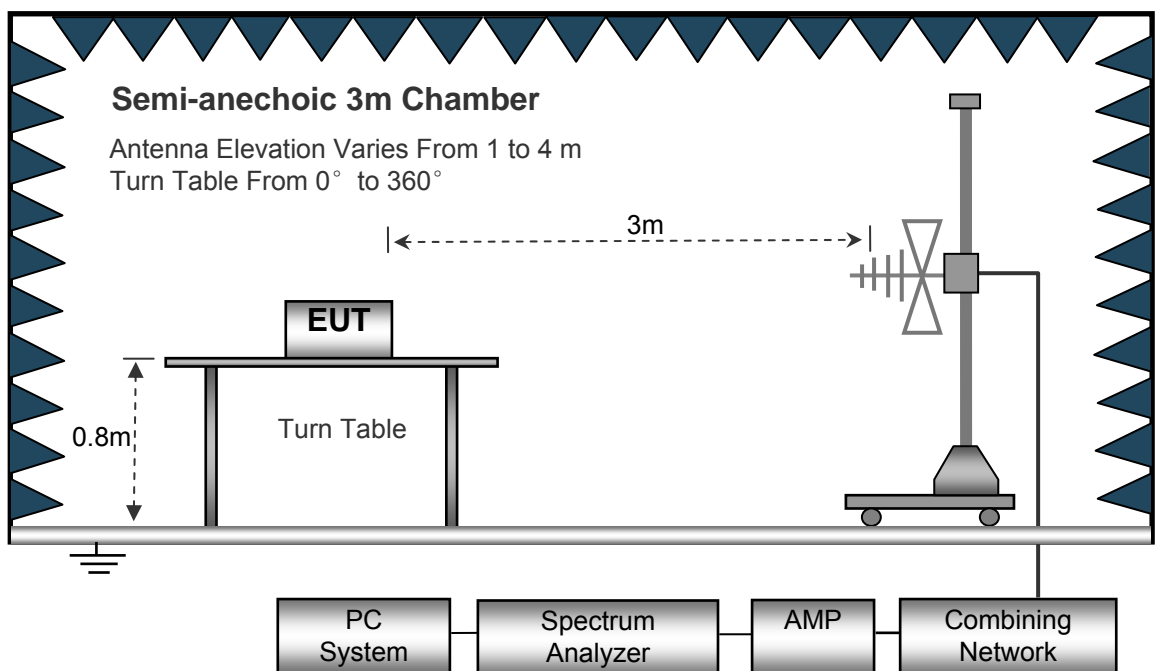 Semi-anechoic 3m Chamber
Antenna Elevation Varies From 1 to 4 m
Turn Table From 0° to 360°
3m
EUT
0.8m
Turn Table
PC
System
Spectrum
Analyzer
AMP
Combining
Network